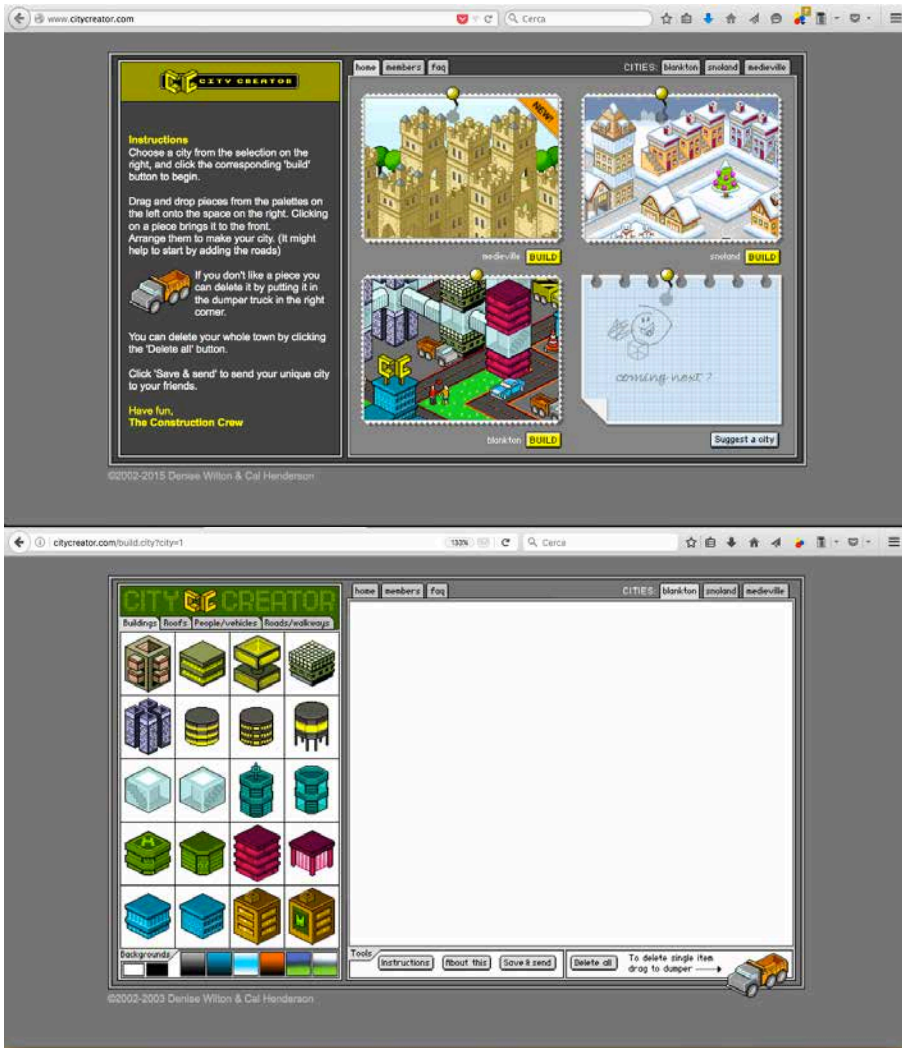 www.citycreator.com
Cerca
CITY CREATOR
home members faq
CITIES: blankton snoland medieville
Instructions
Choose a city from the selection on the
right, and click the corresponding 'build'
button to begin.
Drag and drop pieces from the palettes on
the left onto the space on the right. Clicking
on a piece brings it to the front.
Arrange them to make your city. (It might
help to start by adding the roads)
If you don't like a piece you
can delete it by putting it in
the dumper truck in the right
corner.
You can delete your whole town by clicking
the 'Delete all' button.
Click 'Save & send' to send your unique city
to your friends.
Have fun,
The Construction Crew
NEW!
medieville BUILD
snoland BUILD
coming next?
blankton BUILD
Suggest a city
©2002-2015 Denise Wilton & Cal Henderson
citycreator.com/build.city?city=1
133%
Cerca
CITY CC CREATOR
Buildings Roofs People/vehicles Roads/walkways
home members faq
CITIES: blankton snoland medieville
Backgrounds
Tools
Instructions About this Save & send Delete all
To delete single item
drag to dumper
©2002-2003 Denise Wilton & Cal Henderson